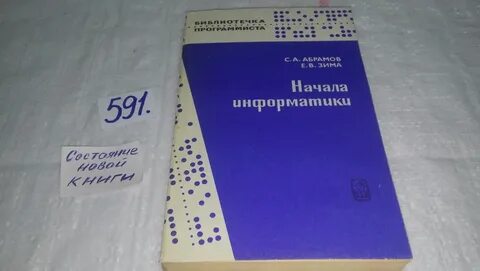 БИБЛИОТЕЧКА
ПРОГРАММИСТА
С.А. АБРАМОВ
Е.В. ЗИМА
Начала
информатики
591.
Состояние
новой
книги